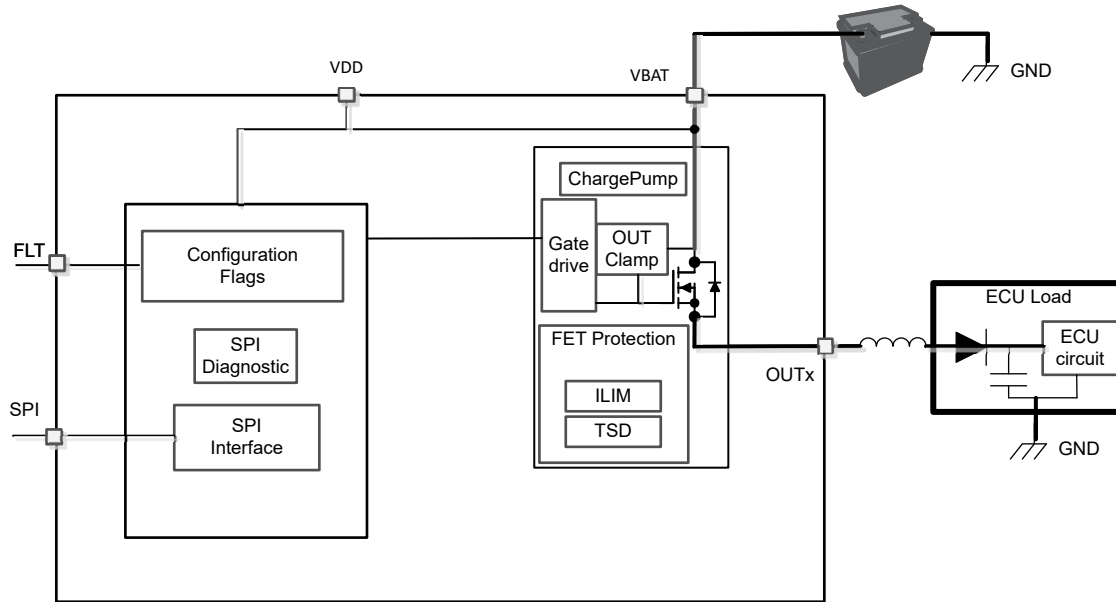 VDD
VBAT
GND
ChargePump
FLT
Configuration
Flags
Gate
drive
OUT
Clamp
ECU Load
SPI
Diagnostic
FET Protection
ECU
circuit
OUTx
ILIM
SPI
SPI
Interface
TSD
GND